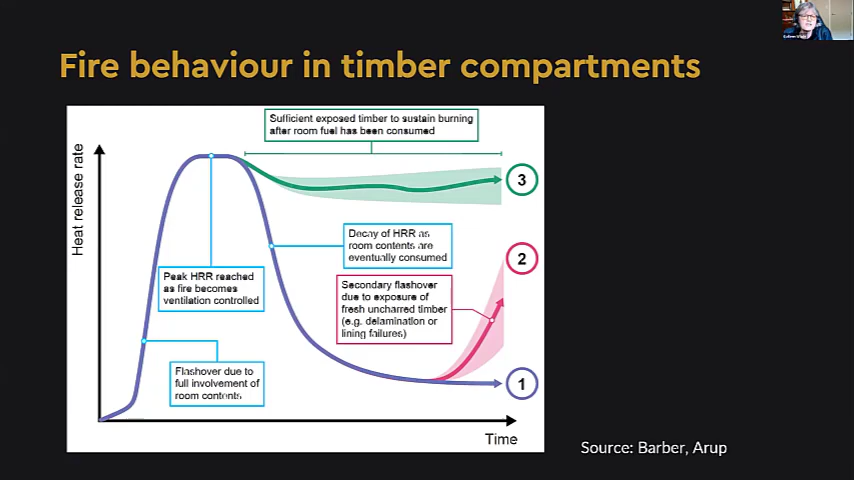 Fire behaviour in timber compartments
Heat release rate
Sufficient exposed timber to sustain burning
after room fuel has been consumed
3
Decay of HRR as
room contents are
eventually consumed
2
Peak HRR reached
as fire becomes
ventilation controlled
Secondary flashover
due to exposure of
fresh uncharred timber
(e.g. delamination or
lining failures)
Flashover due to
full involvement of
room contents
1
Time
Source: Barber, Arup